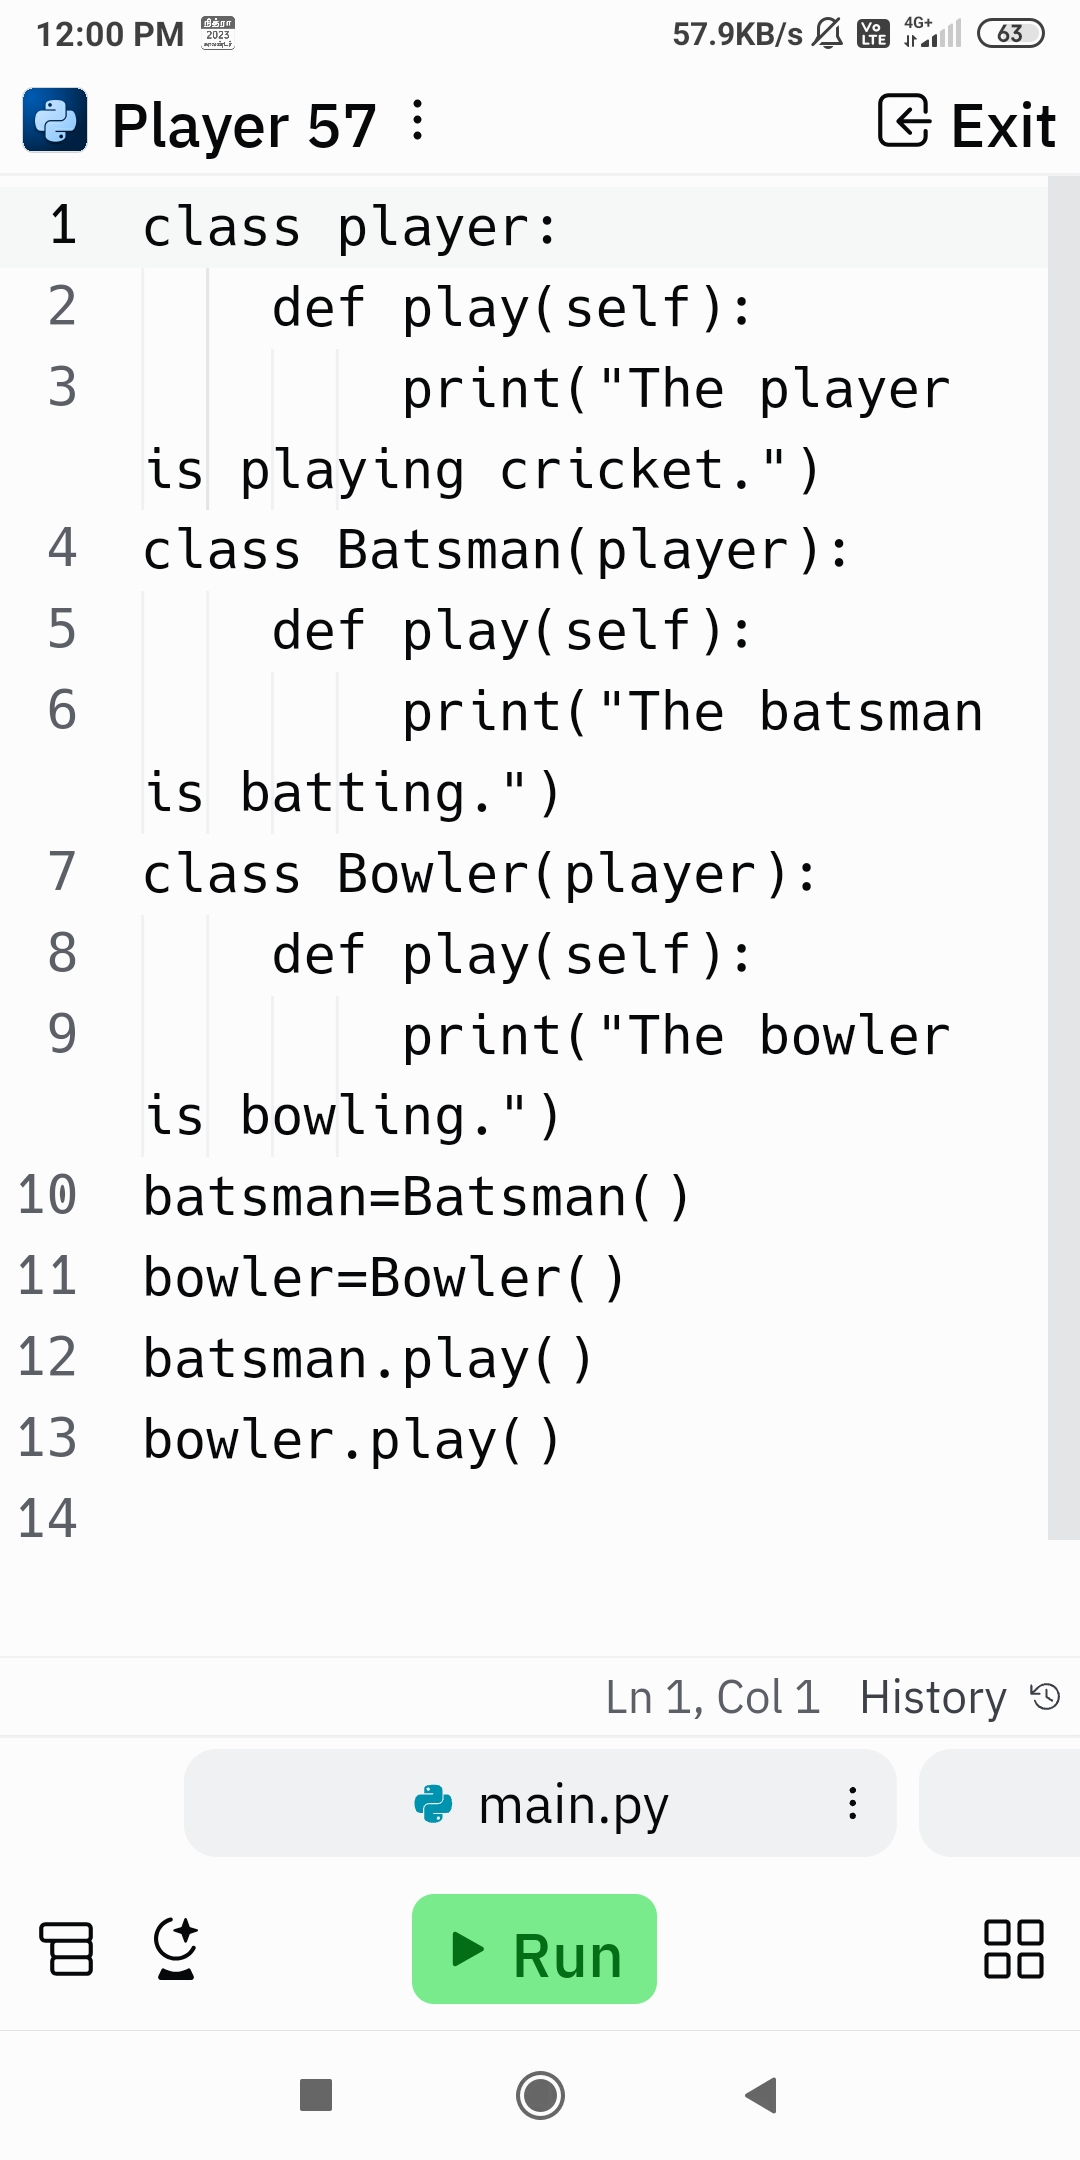 12:00 PM நித்ரா 2023 57.9KB/s Vo LTE 4G+ 63
Player 57 Exit
1 class player:
2 def play(self):
3 print("The player
is playing cricket.")
4 class Batsman(player):
5 def play(self):
6 print("The batsman
is batting.")
7 class Bowler(player):
8 def play(self):
9 print("The bowler
is bowling.")
10 batsman=Batsman()
11 bowler=Bowler()
12 batsman.play()
13 bowler.play()
14
Ln 1, Col 1 History
main.py
Run